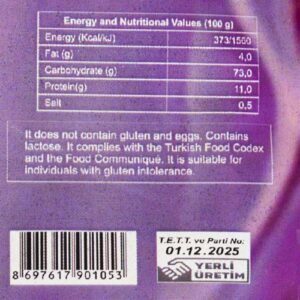 Energy and Nutritional Values (100 g)
Energy (Kcal/kJ) 373/1560
Fat (g) 4,0
Carbohydrate (g) 73,0
Protein(g) 11,0
Salt 0,5
It does not contain gluten and eggs. Contains
lactose. It complies with the Turkish Food Codex
and the Food Communiqué. It is suitable for
individuals with gluten intolerance.
T.E.T.T. ve Parti No:
01.12.2025
YERLİ
ÜRETİM
8 697617 901053